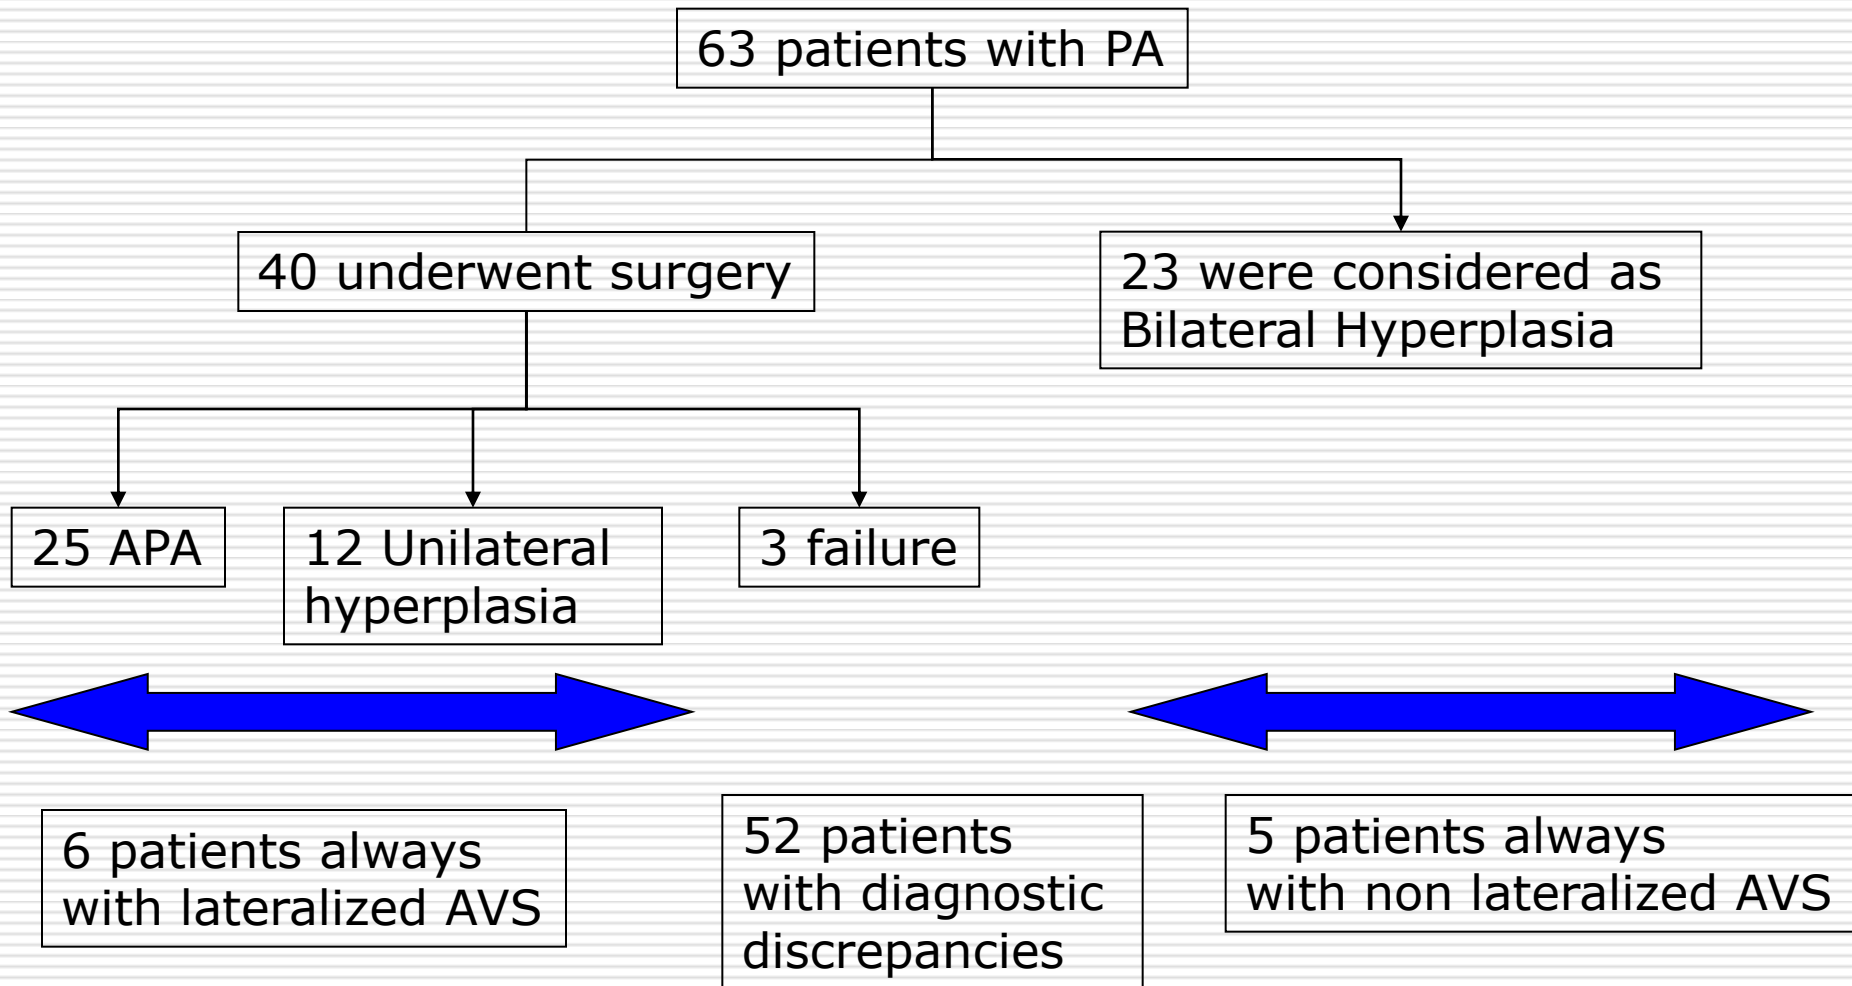 63 patients with PA
40 underwent surgery
23 were considered as
Bilateral Hyperplasia
25 APA
12 Unilateral
hyperplasia
3 failure
6 patients always
with lateralized AVS
52 patients
with diagnostic
discrepancies
5 patients always
with non lateralized AVS